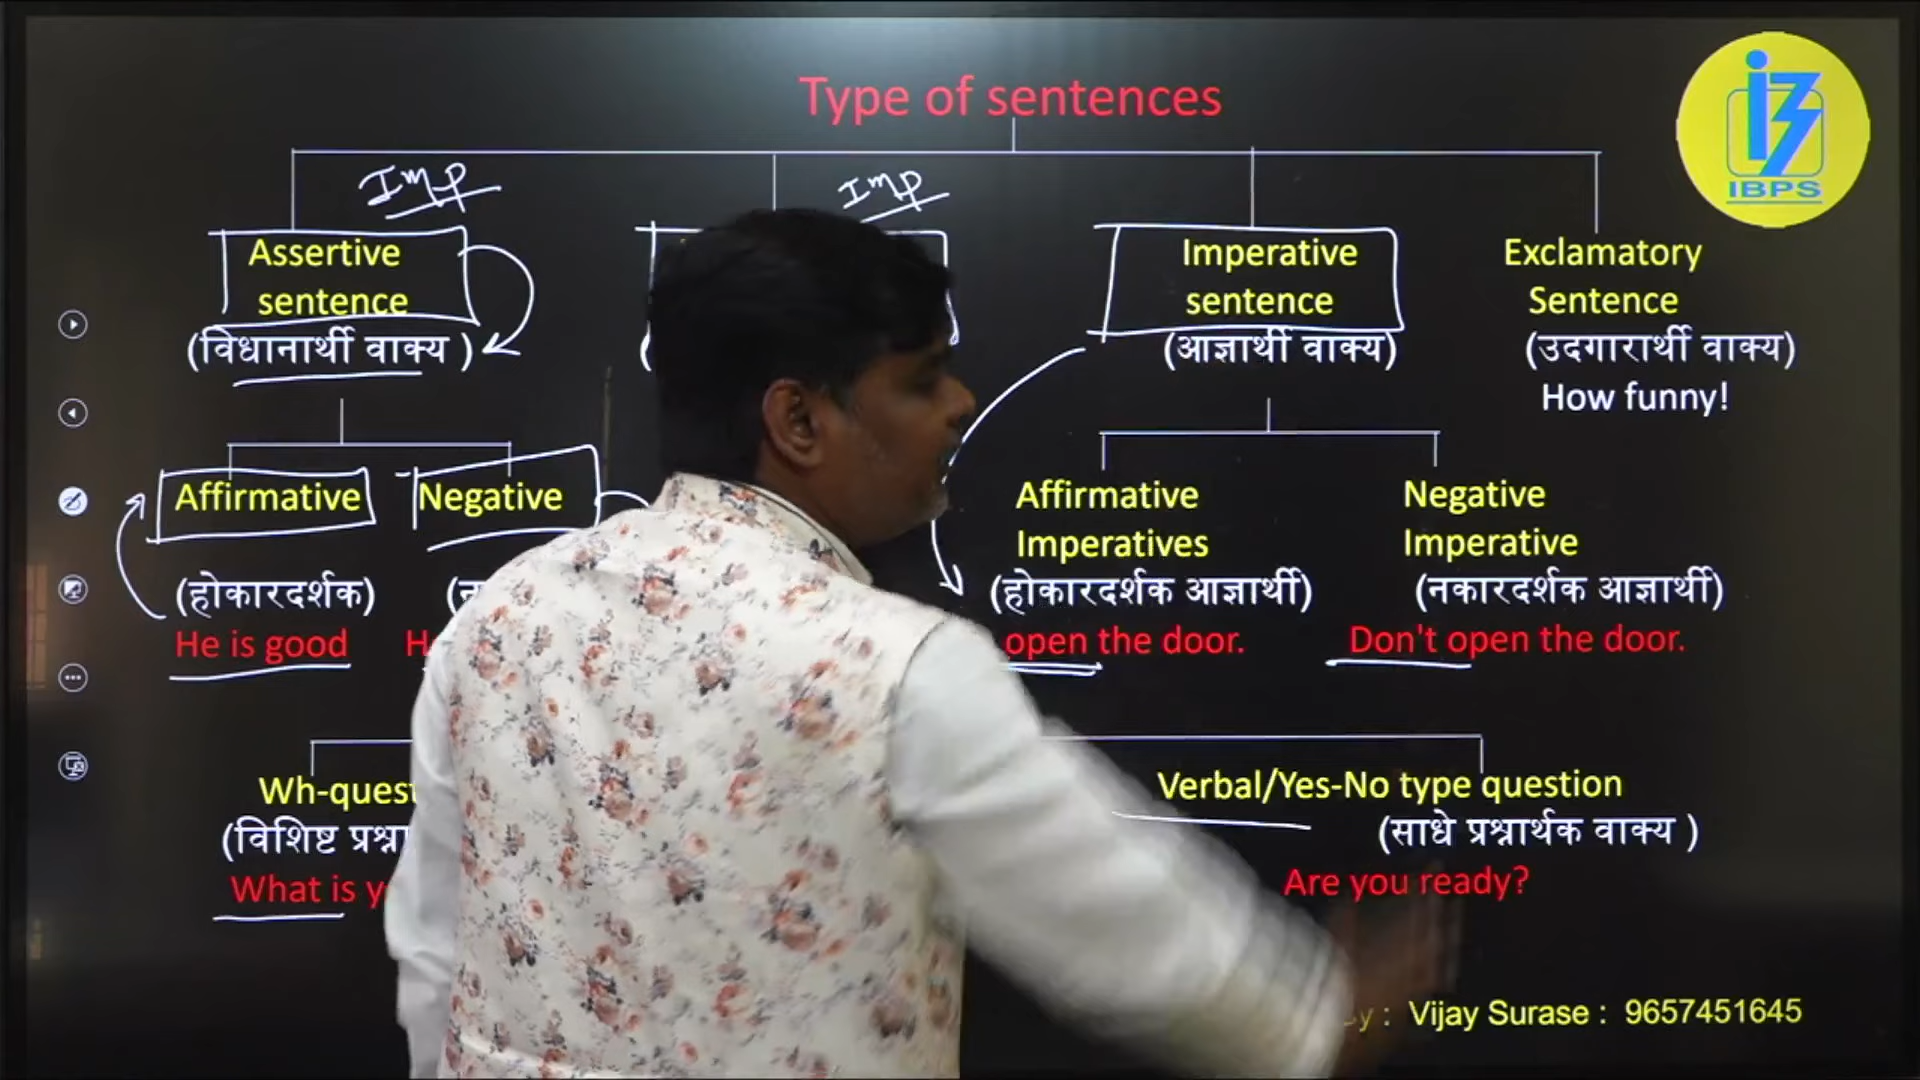 Type of sentences
IBPS
Imp
Imp
Assertive
sentence
(विधानार्थी वाक्य )
Imperative
sentence
(आज्ञार्थी वाक्य)
Exclamatory
Sentence
(उदगारार्थी वाक्य)
How funny!
Affirmative
(होकारदर्शक)
He is good
Negative
Affirmative
Imperatives
(होकारदर्शक आज्ञार्थी)
open the door.
Negative
Imperative
(नकारदर्शक आज्ञार्थी)
Don't open the door.
(विशिष्ट
What is
Verbal/Yes-No type question
(साधे प्रश्नार्थक वाक्य )
Are you ready?
: Vijay Surase : 9657451645